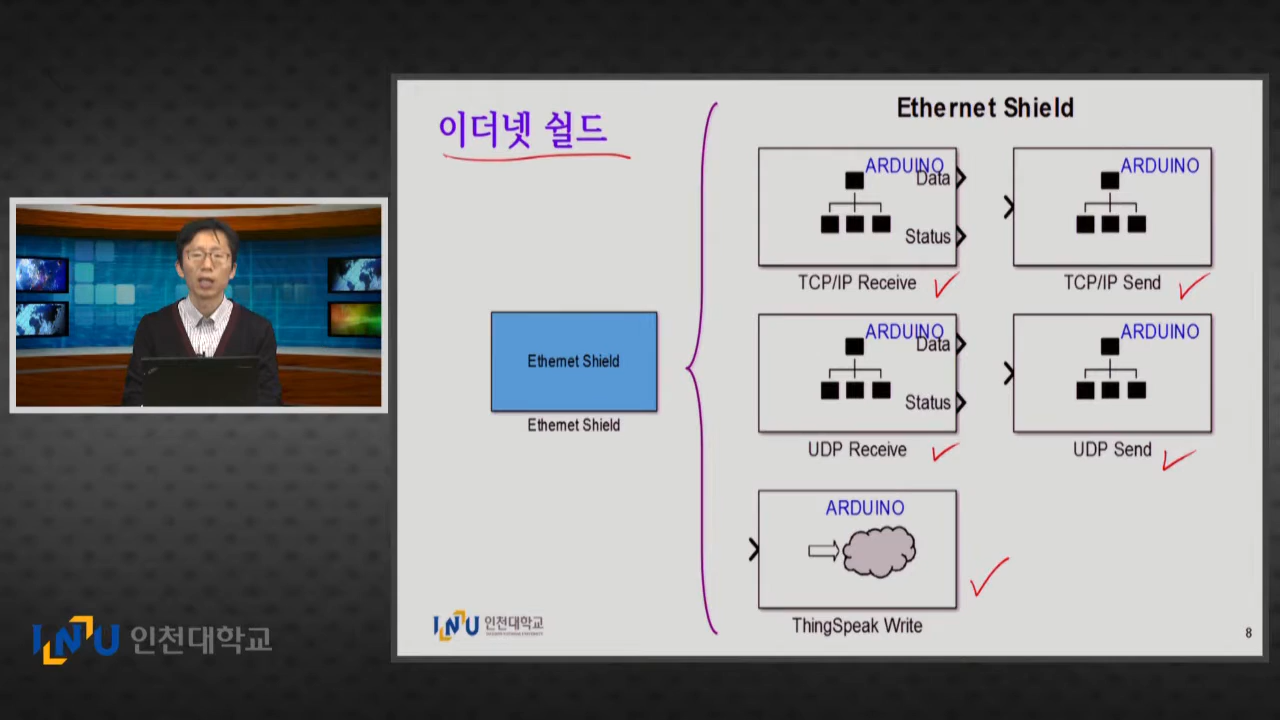 이더넷 쉴드
Ethernet Shield
Ethernet Shield
Ethernet Shield
ARDUINO
Data
Status
TCP/IP Receive
ARDUINO
TCP/IP Send
ARDUINO
Data
Status
UDP Receive
ARDUINO
UDP Send
ARDUINO
ThingSpeak Write
INU 인천대학교
8
INU 인천대학교